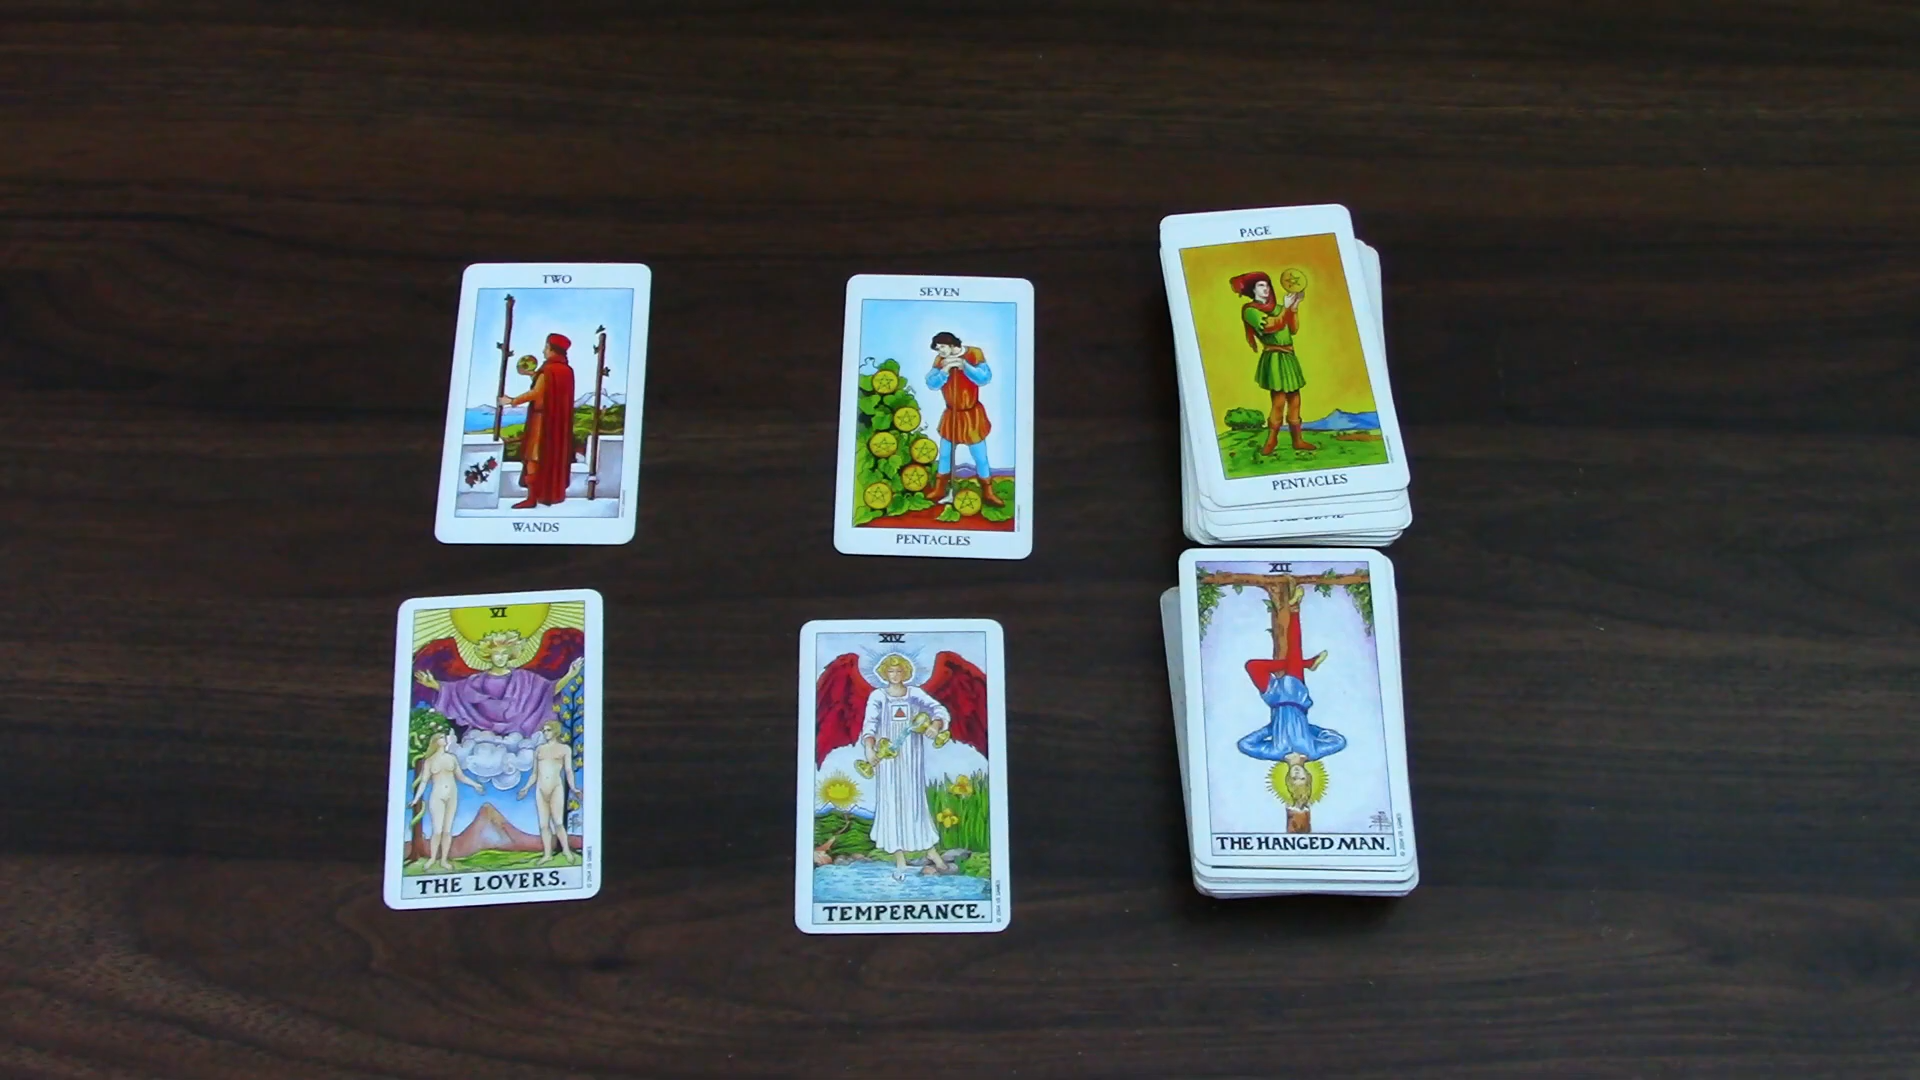 TWO
WANDS
SEVEN
PENTACLES
PAGE
PENTACLES
VI
THE LOVERS.
XIV
TEMPERANCE.
XII
THE HANGED MAN.